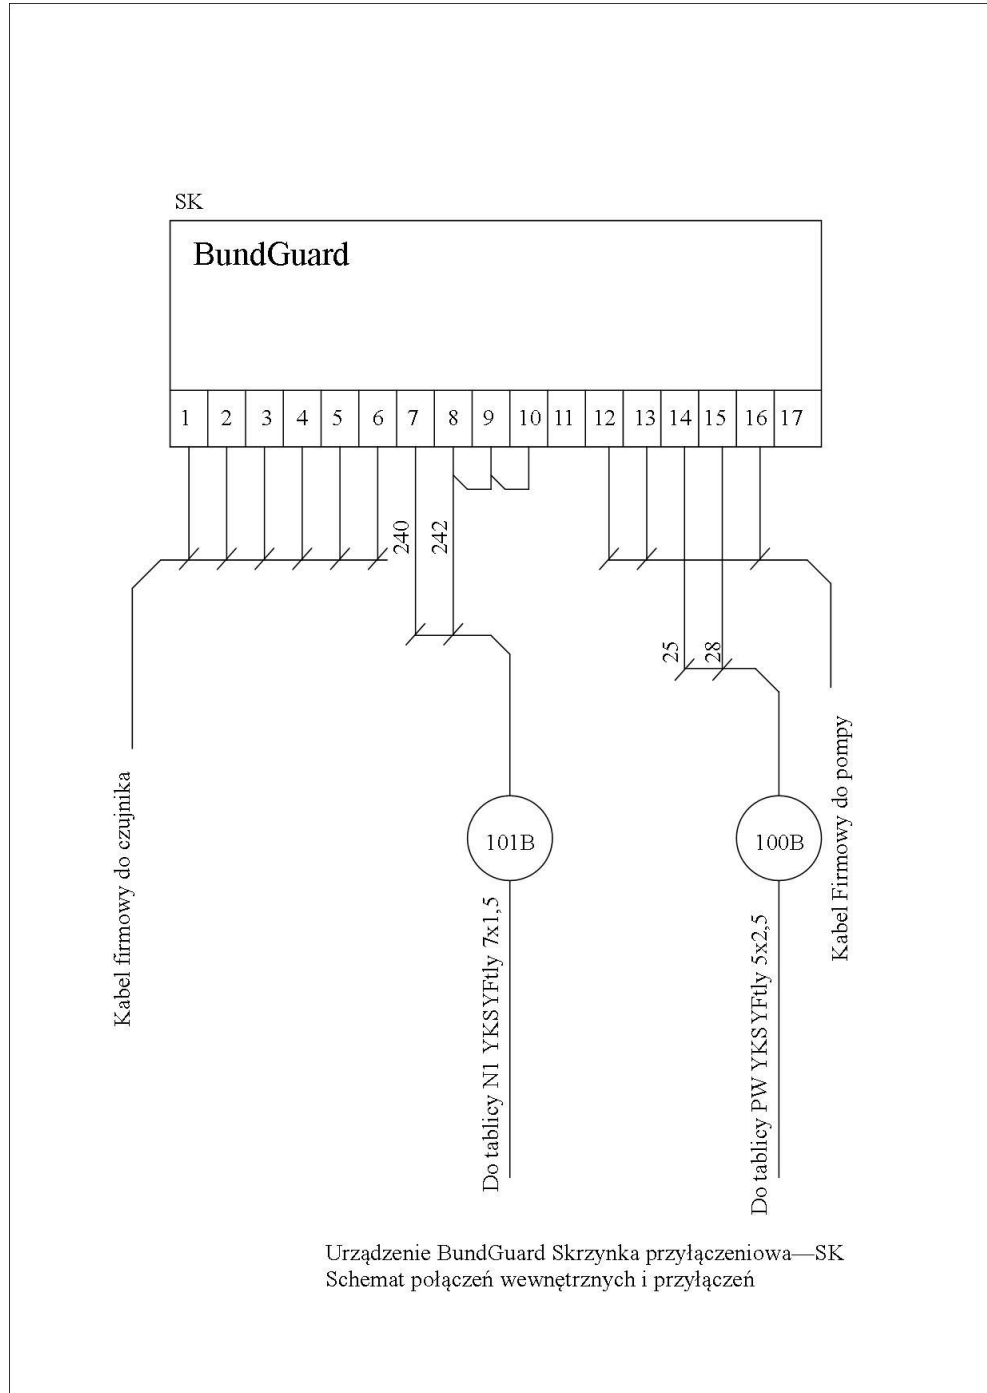 SK
BundGuard
1 2 3 4 5 6 7 8 9 10 11 12 13 14 15 16 17
240
242
25
28
Kabel firmowy do czujnika
101B
100B
Kabel Firmowy do pompy
Do tablicy N1 YKSYFtly 7x1,5
Do tablicy PW YKSYFtly 5x2,5
Urządzenie BundGuard Skrzynka przyłączeniowa—SK
Schemat połączeń wewnętrznych i przyłączeń